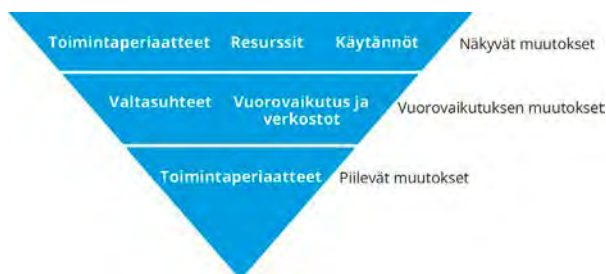 Toimintaperiaatteet Resurssit Käytännöt Näkyvät muutokset
Valtasuhteet Vuorovaikutus ja verkostot Vuorovaikutuksen muutokset
Toimintaperiaatteet Piilevät muutokset